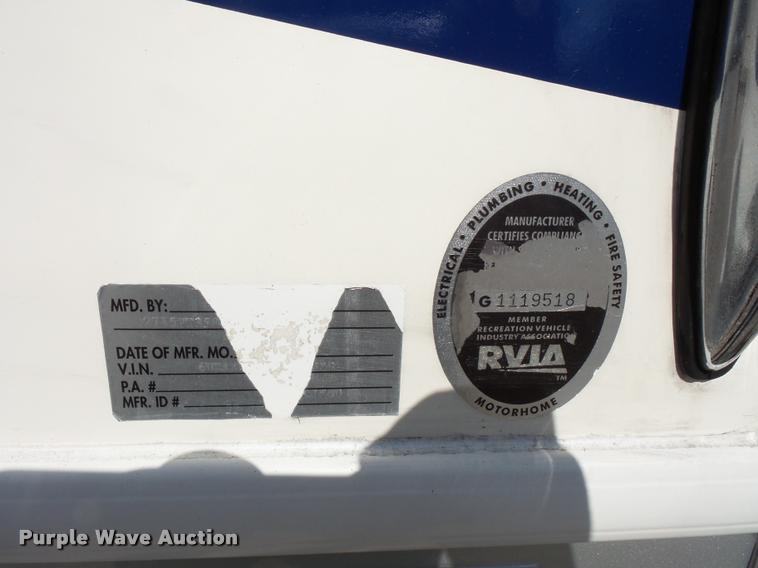 ELECTRICAL • PLUMBING • HEATING • FIRE SAFETY
MANUFACTURER
CERTIFIES COMPLIANC
G 1119518
MEMBER
RECREATION VEHICLE
INDUSTRY ASSOCIATION
RVIA
TM
MOTORHOME
MFD. BY:
DATE OF MFR. MO.
V.I.N.
P.A. #
MFR. ID #
Purple Wave Auction